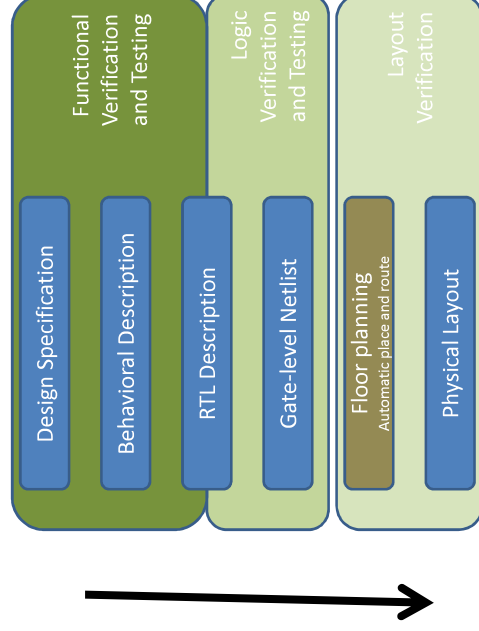 Functional
Verification
and Testing
Design Specification
Behavioral Description
RTL Description
Logic
Verification
and Testing
Gate-level Netlist
Layout
Verification
Floor planning
Automatic place and route
Physical Layout